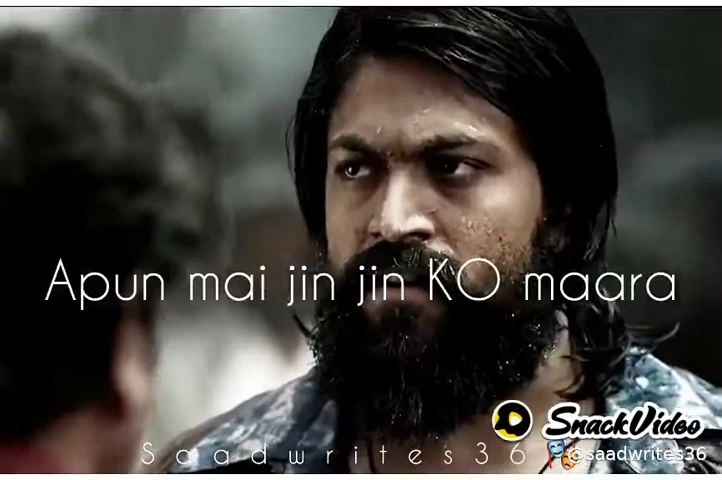 Apun mai jin jin KO maara
SnackVideo
Saadwrites36
@saadwrites36